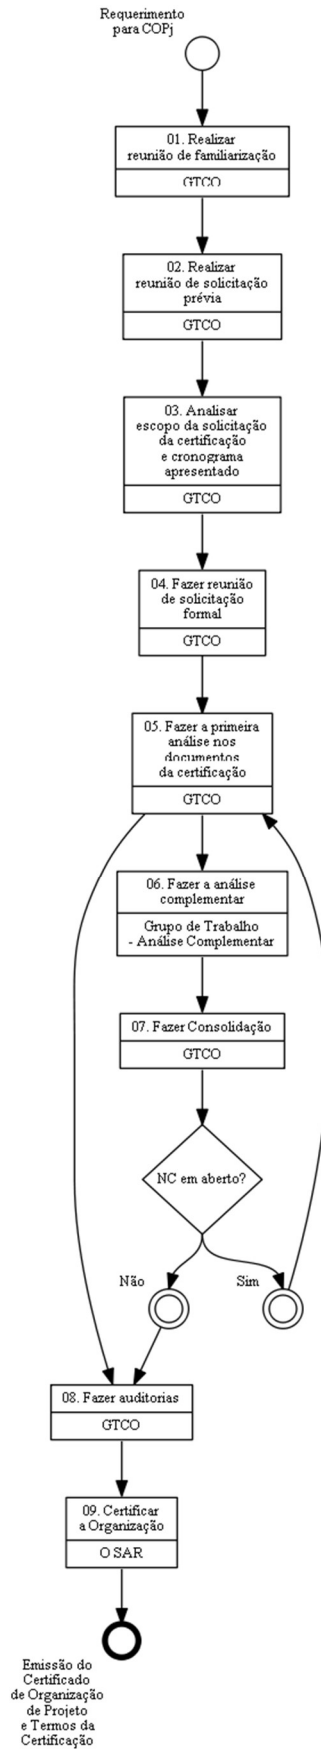 Requerimento
para COPj
01. Realizar
reunião de familiarização
GTCO
02. Realizar
reunião de solicitação
prévia
GTCO
03. Analisar
escopo da solicitação
da certificação
e cronograma
apresentado
GTCO
04. Fazer reunião
de solicitação
formal
GTCO
05. Fazer a primeira
análise nos
documentos
da certificação
GTCO
06. Fazer a análise
complementar
Grupo de Trabalho
- Análise Complementar
07. Fazer Consolidação
GTCO
NC em aberto?
Não
Sim
08. Fazer auditorias
GTCO
09. Certificar
a Organização
O SAR
Emissão do
Certificado
de Organização
de Projeto
e Termos da
Certificação